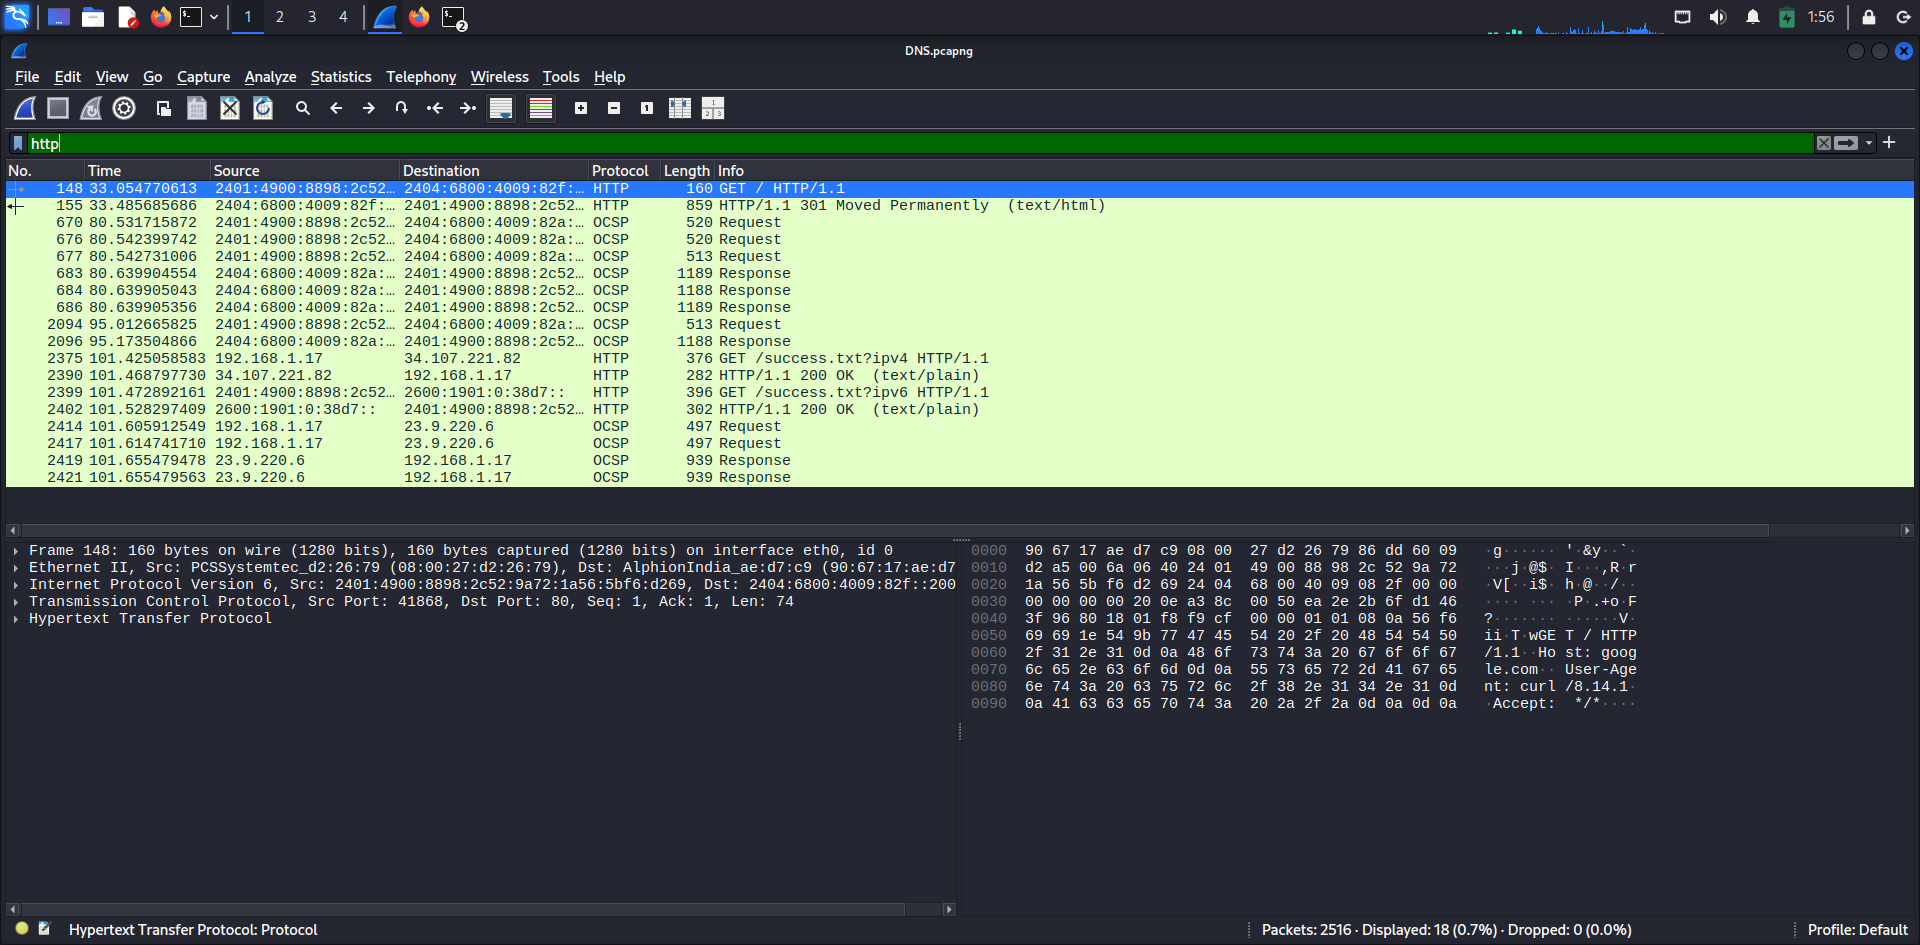 1 2 3 4 2 1:56
DNS.pcapng
File Edit View Go Capture Analyze Statistics Telephony Wireless Tools Help
http
No. Time Source Destination Protocol Length Info
148 33.054770613 2401:4900:8898:2c52… 2404:6800:4009:82f:… HTTP 160 GET / HTTP/1.1
155 33.485685686 2404:6800:4009:82f:… 2401:4900:8898:2c52… HTTP 859 HTTP/1.1 301 Moved Permanently (text/html)
670 80.531715872 2401:4900:8898:2c52… 2404:6800:4009:82a:… OCSP 520 Request
676 80.542399742 2401:4900:8898:2c52… 2404:6800:4009:82a:… OCSP 520 Request
677 80.542731006 2401:4900:8898:2c52… 2404:6800:4009:82a:… OCSP 513 Request
683 80.639904554 2404:6800:4009:82a:… 2401:4900:8898:2c52… OCSP 1189 Response
684 80.639905043 2404:6800:4009:82a:… 2401:4900:8898:2c52… OCSP 1188 Response
686 80.639905356 2404:6800:4009:82a:… 2401:4900:8898:2c52… OCSP 1189 Response
2094 95.012665825 2401:4900:8898:2c52… 2404:6800:4009:82a:… OCSP 513 Request
2096 95.173504866 2404:6800:4009:82a:… 2401:4900:8898:2c52… OCSP 1188 Response
2375 101.425058583 192.168.1.17 34.107.221.82 HTTP 376 GET /success.txt?ipv4 HTTP/1.1
2390 101.468797730 34.107.221.82 192.168.1.17 HTTP 282 HTTP/1.1 200 OK (text/plain)
2399 101.472892161 2401:4900:8898:2c52… 2600:1901:0:38d7:: HTTP 396 GET /success.txt?ipv6 HTTP/1.1
2402 101.528297409 2600:1901:0:38d7:: 2401:4900:8898:2c52… HTTP 302 HTTP/1.1 200 OK (text/plain)
2414 101.605912549 192.168.1.17 23.9.220.6 OCSP 497 Request
2417 101.614741710 192.168.1.17 23.9.220.6 OCSP 497 Request
2419 101.655479478 23.9.220.6 192.168.1.17 OCSP 939 Response
2421 101.655479563 23.9.220.6 192.168.1.17 OCSP 939 Response
Frame 148: 160 bytes on wire (1280 bits), 160 bytes captured (1280 bits) on interface eth0, id 0
Ethernet II, Src: PCSSystemtec_d2:26:79 (08:00:27:d2:26:79), Dst: AlphionIndia_ae:d7:c9 (90:67:17:ae:d7
Internet Protocol Version 6, Src: 2401:4900:8898:2c52:9a72:1a56:5bf6:d269, Dst: 2404:6800:4009:82f::200
Transmission Control Protocol, Src Port: 41868, Dst Port: 80, Seq: 1, Ack: 1, Len: 74
Hypertext Transfer Protocol
0000 90 67 17 ae d7 c9 08 00 27 d2 26 79 86 dd 60 09 ·g······ '·&y··`·
0010 d2 a5 00 6a 06 40 24 01 49 00 88 98 2c 52 9a 72 ···j·@$· I···,R·r
0020 1a 56 5b f6 d2 69 24 04 68 00 40 09 08 2f 00 00 ·V[··i$· h·@··/··
0030 00 00 00 00 20 0e a3 8c 00 50 ea 2e 2b 6f d1 46 ···· ··· ·P·.+o·F
0040 3f 96 80 18 01 f8 f9 cf 00 00 01 01 08 0a 56 f6 ?······· ······V·
0050 69 69 1e 54 9b 77 47 45 54 20 2f 20 48 54 54 50 ii·T·wGE T / HTTP
0060 2f 31 2e 31 0d 0a 48 6f 73 74 3a 20 67 6f 6f 67 /1.1··Ho st: goog
0070 6c 65 2e 63 6f 6d 0d 0a 55 73 65 72 2d 41 67 65 le.com·· User-Age
0080 6e 74 3a 20 63 75 72 6c 2f 38 2e 31 34 2e 31 0d nt: curl /8.14.1·
0090 0a 41 63 63 65 70 74 3a 20 2a 2f 2a 0d 0a 0d 0a ·Accept: */*····
Hypertext Transfer Protocol: Protocol Packets: 2516 · Displayed: 18 (0.7%) · Dropped: 0 (0.0%) Profile: Default